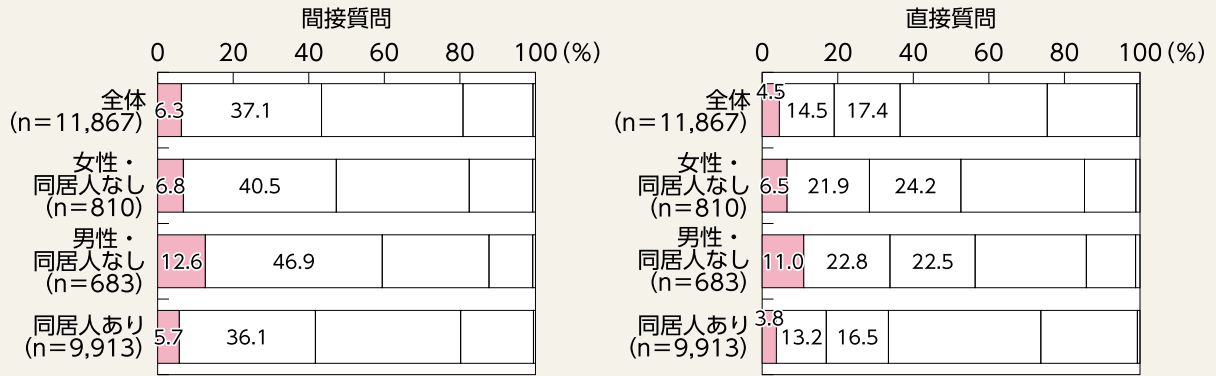 間接質問
0 20 40 60 80 100(%)
全体
(n=11,867)
6.3 37.1
女性・
同居人なし
(n=810)
6.8 40.5
男性・
同居人なし
(n=683)
12.6 46.9
同居人あり
(n=9,913)
5.7 36.1
直接質問
0 20 40 60 80 100(%)
全体
(n=11,867)
4.5 14.5 17.4
女性・
同居人なし
(n=810)
6.5 21.9 24.2
男性・
同居人なし
(n=683)
11.0 22.8 22.5
同居人あり
(n=9,913)
3.8 13.2 16.5